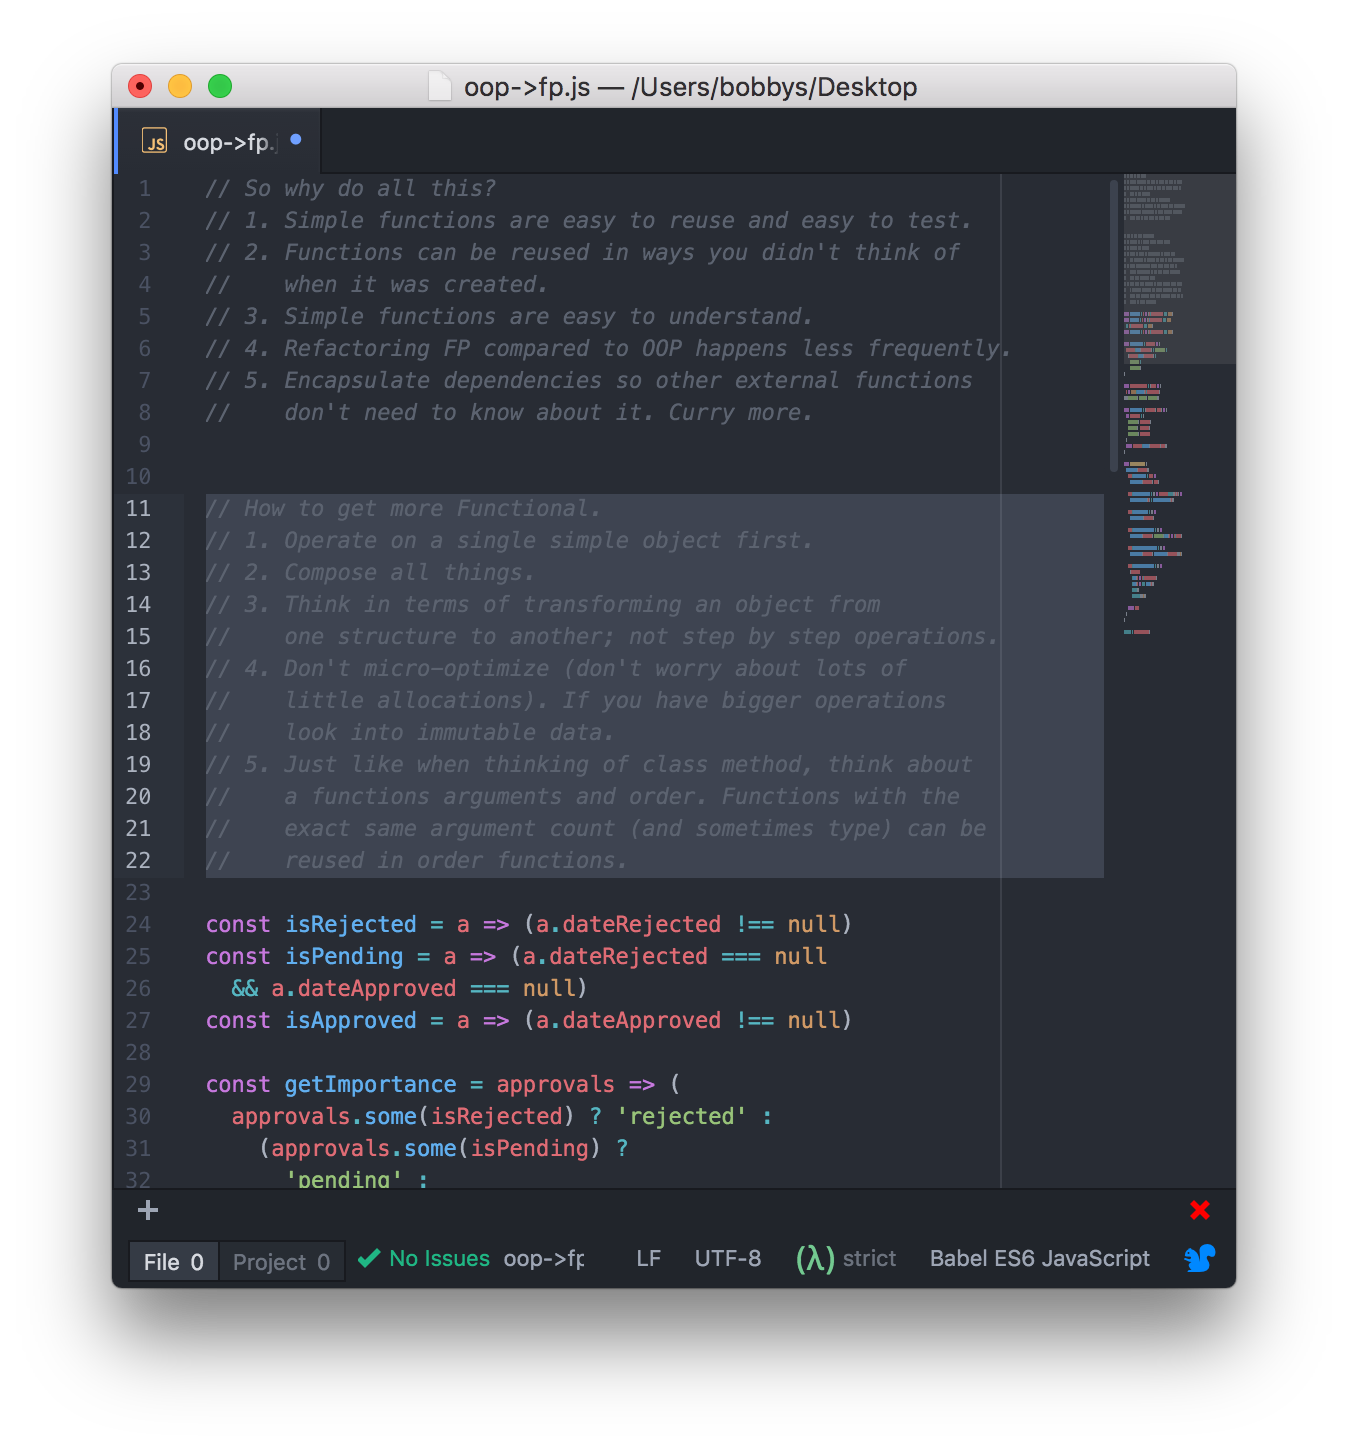 oop->fp.js — /Users/bobbys/Desktop
JS oop->fp.j
1 // So why do all this?
2 // 1. Simple functions are easy to reuse and easy to test.
3 // 2. Functions can be reused in ways you didn't think of
4 //    when it was created.
5 // 3. Simple functions are easy to understand.
6 // 4. Refactoring FP compared to OOP happens less frequently.
7 // 5. Encapsulate dependencies so other external functions
8 //    don't need to know about it. Curry more.
9
10
11 // How to get more Functional.
12 // 1. Operate on a single simple object first.
13 // 2. Compose all things.
14 // 3. Think in terms of transforming an object from
15 //    one structure to another; not step by step operations.
16 // 4. Don't micro-optimize (don't worry about lots of
17 //    little allocations). If you have bigger operations
18 //    look into immutable data.
19 // 5. Just like when thinking of class method, think about
20 //    a functions arguments and order. Functions with the
21 //    exact same argument count (and sometimes type) can be
22 //    reused in order functions.
23
24 const isRejected = a => (a.dateRejected !== null)
25 const isPending = a => (a.dateRejected === null
26   && a.dateApproved === null)
27 const isApproved = a => (a.dateApproved !== null)
28
29 const getImportance = approvals => (
30   approvals.some(isRejected) ? 'rejected' :
31     (approvals.some(isPending) ?
32       'pending' :
File 0 Project 0 No Issues oop->fp LF UTF-8 (λ) strict Babel ES6 JavaScript